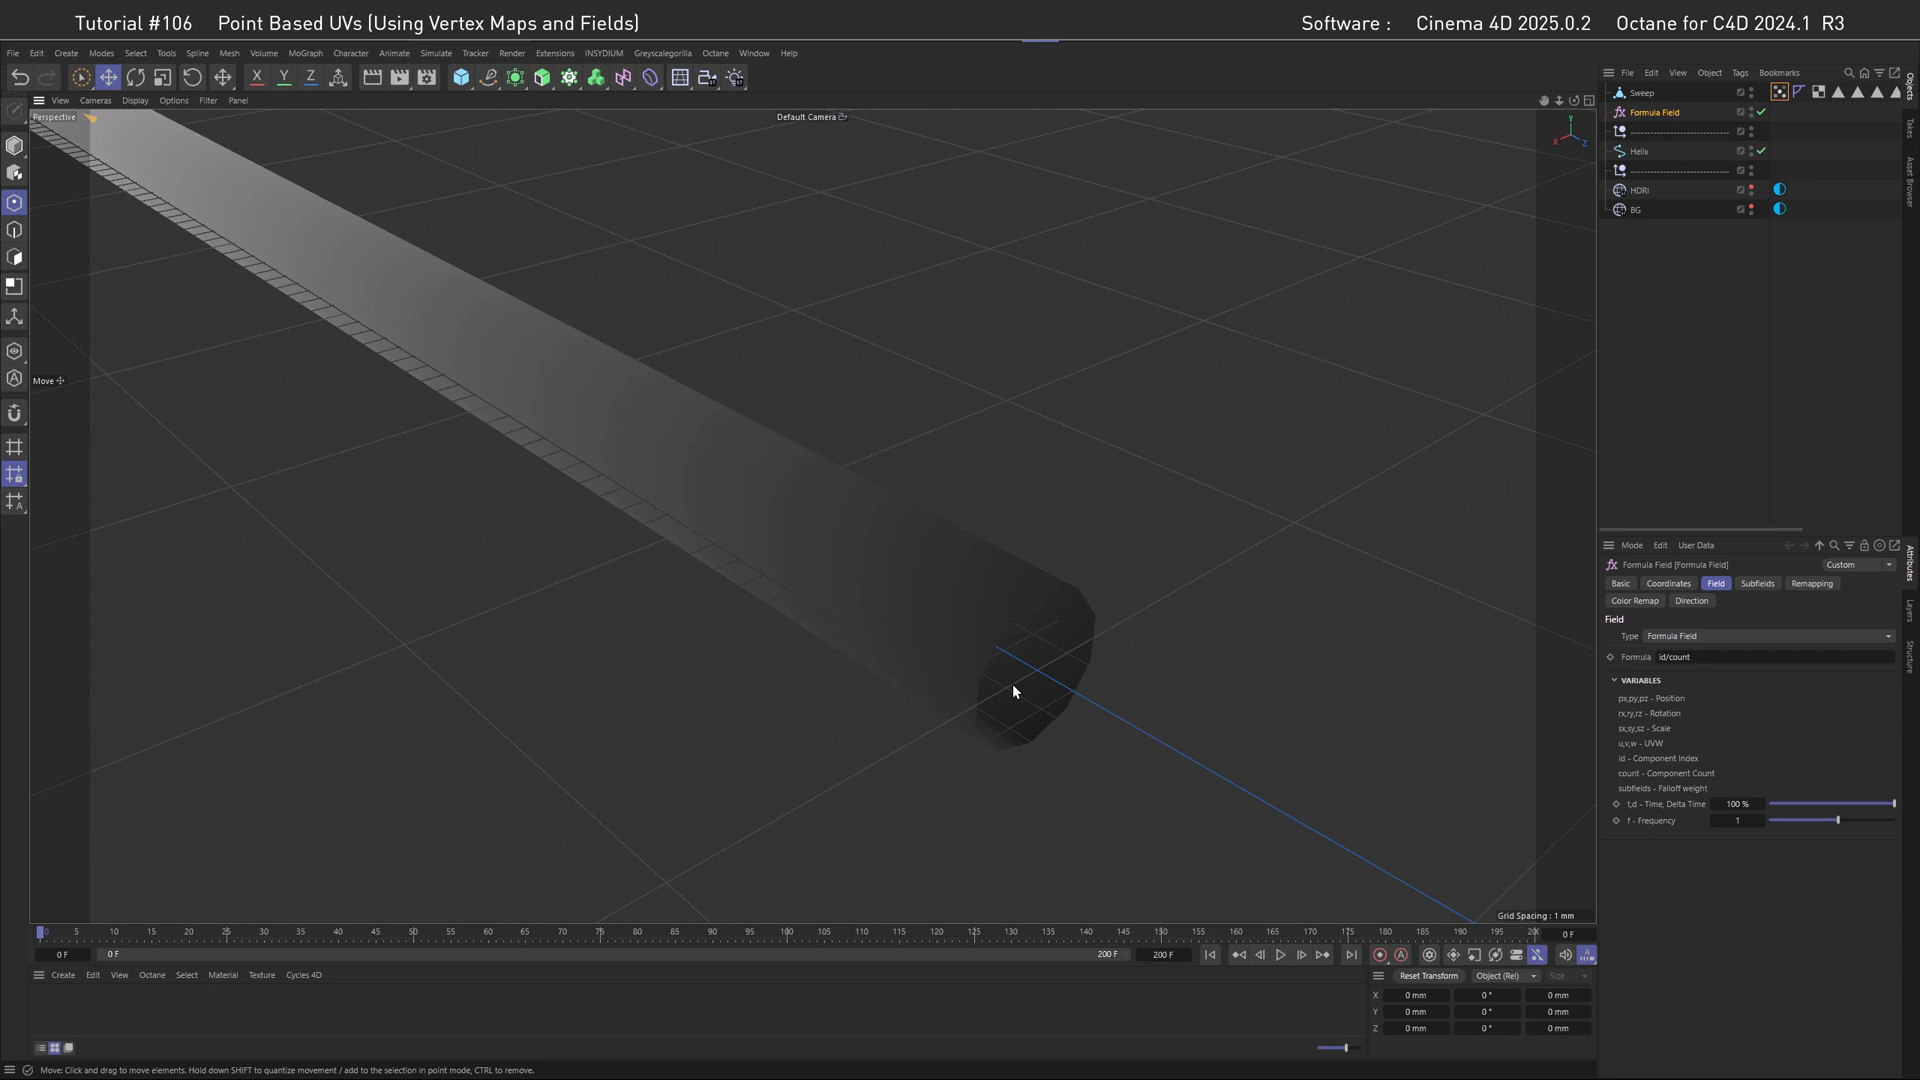 Tutorial #106 Point Based UVs (Using Vertex Maps and Fields) Software : Cinema 4D 2025.0.2 Octane for C4D 2024.1 R3
File Edit Create Modes Select Tools Spline Mesh Volume MoGraph Character Animate Simulate Tracker Render Extensions INSYDIUM Greyscalegorilla Octane Window Help
X Y Z
View Cameras Display Options Filter Panel
Perspective
Default Camera
Y
X
Z
Move
Grid Spacing : 1 mm
0 5 10 15 20 25 30 35 40 45 50 55 60 65 70 75 80 85 90 95 100 105 110 115 120 125 130 135 140 145 150 155 160 165 170 175 180 185 190 195 200
0 F
0 F 0 F 200 F 200 F
Create Edit View Octane Select Material Texture Cycles 4D
Reset Transform Object (Rel) Size
X 0 mm 0 ° 0 mm
Y 0 mm 0 ° 0 mm
Z 0 mm 0 ° 0 mm
Move: Click and drag to move elements. Hold down SHIFT to quantize movement / add to the selection in point mode, CTRL to remove.
File Edit View Object Tags Bookmarks
Sweep
Formula Field
------------------------------
Helix
------------------------------
HDRI
BG
Objects
Takes
Asset Browser
Mode Edit User Data
Formula Field [Formula Field] Custom
Basic Coordinates Field Subfields Remapping
Color Remap Direction
Field
Type Formula Field
Formula id/count
VARIABLES
px,py,pz - Position
rx,ry,rz - Rotation
sx,sy,sz - Scale
u,v,w - UVW
id - Component Index
count - Component Count
subfields - Falloff weight
t,d - Time, Delta Time 100 %
f - Frequency 1
Attributes
Layers
Structure